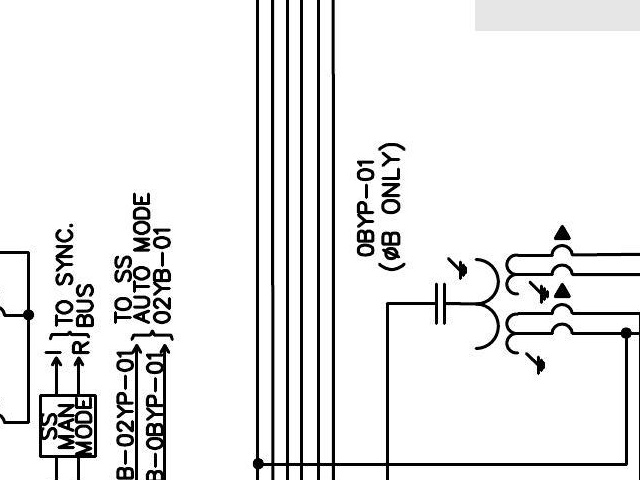 I
R
TO SYNC.
BUS
SS
MAN
MODE
TO SS
AUTO MODE
02YB-01
B-02YP-01
B-0BYP-01
0BYP-01
(øB ONLY)